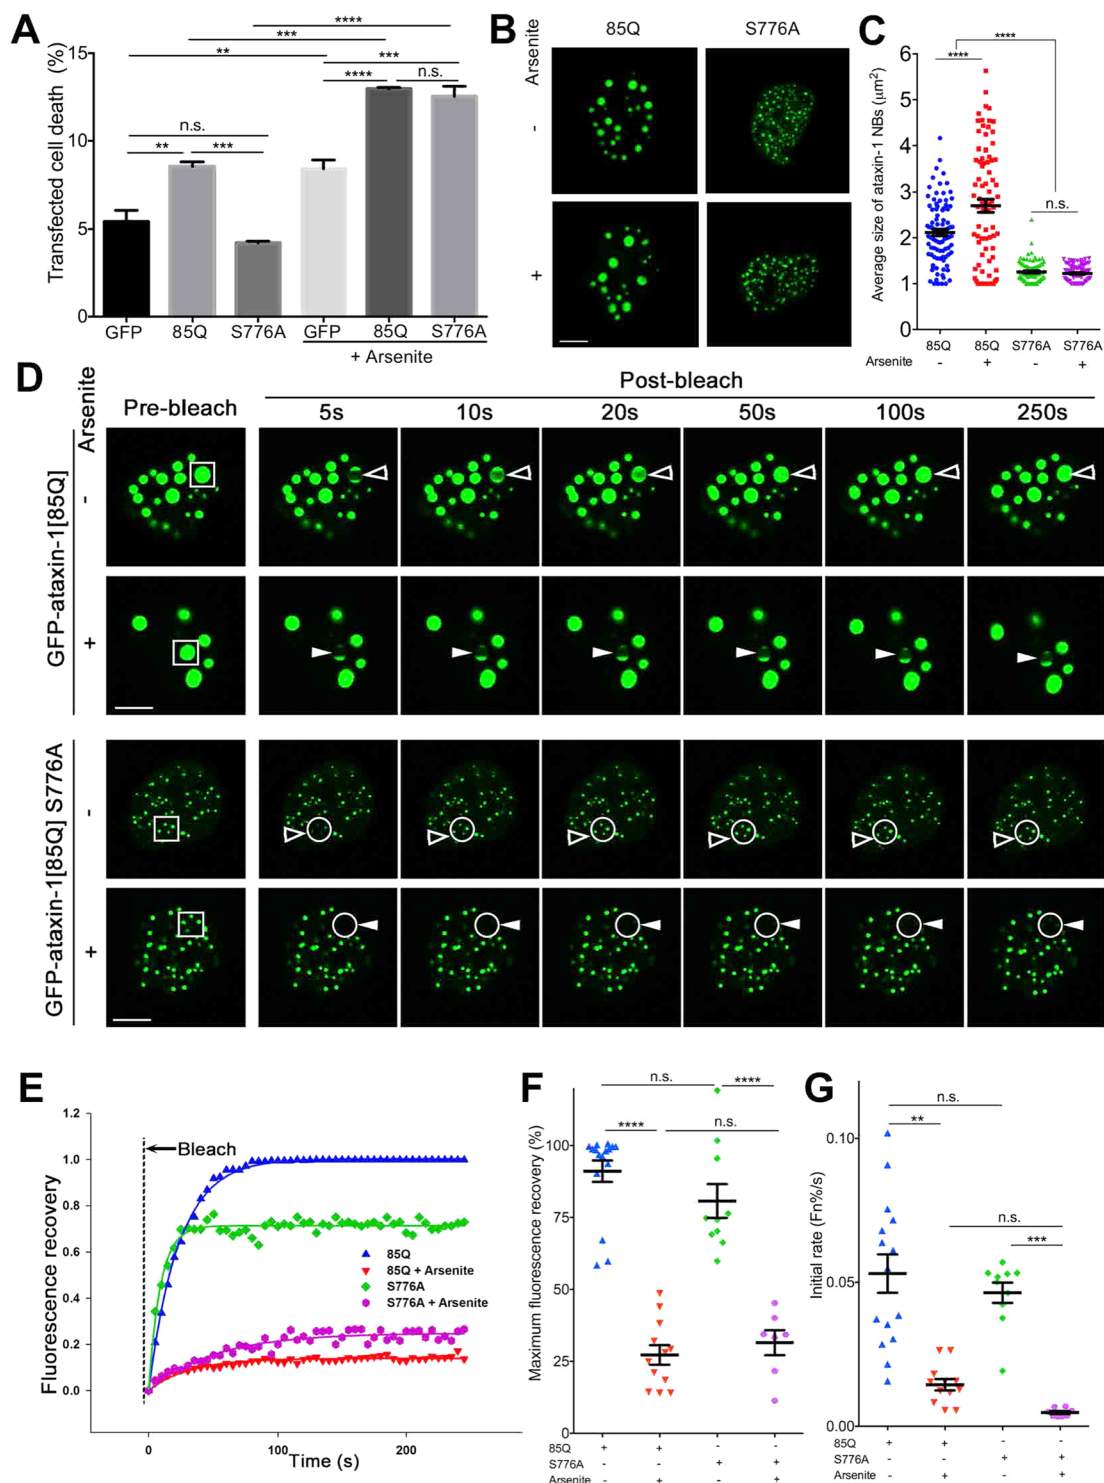 A
Transfected cell death (%)
15
10
5
0
****
***
**
***
n.s.
****
n.s.
**
***
GFP
85Q
S776A
GFP
85Q
S776A
+ Arsenite
B
Arsenite
85Q
S776A
-
+
C
Average size of ataxin-1 NBs (μm²)
6
5
4
3
2
1
0
****
****
n.s.
85Q
85Q
S776A
S776A
Arsenite
-
+
-
+
D
Arsenite
Pre-bleach
Post-bleach
5s
10s
20s
50s
100s
250s
GFP-ataxin-1[85Q]
-
+
GFP-ataxin-1[85Q] S776A
-
+
E
Fluorescence recovery
1.2
1.0
0.8
0.6
0.4
0.2
0.0
Bleach
85Q
85Q + Arsenite
S776A
S776A + Arsenite
0
100
200
Time (s)
F
Maximum fluorescence recovery (%)
100
75
50
25
0
n.s.
****
****
n.s.
85Q + + - -
S776A - - + +
Arsenite - + - +
G
Initial rate (Fn%/s)
0.10
0.05
0.00
n.s.
**
n.s.
***
85Q + + - -
S776A - - + +
Arsenite - + - +